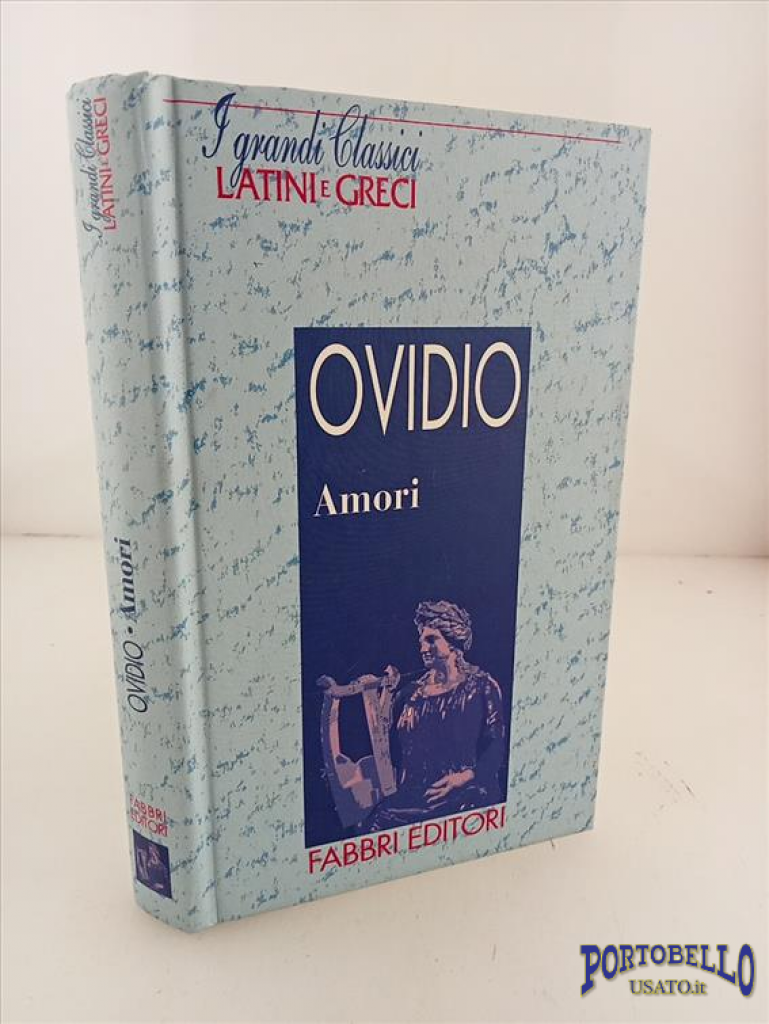 I grandi Classici
LATINI E GRECI
OVIDIO
Amori
FABBRI EDITORI
I grandi Classici
LATINI E GRECI
OVIDIO • Amori
FABBRI
EDITORI
PORTOBELLO
USATO.it